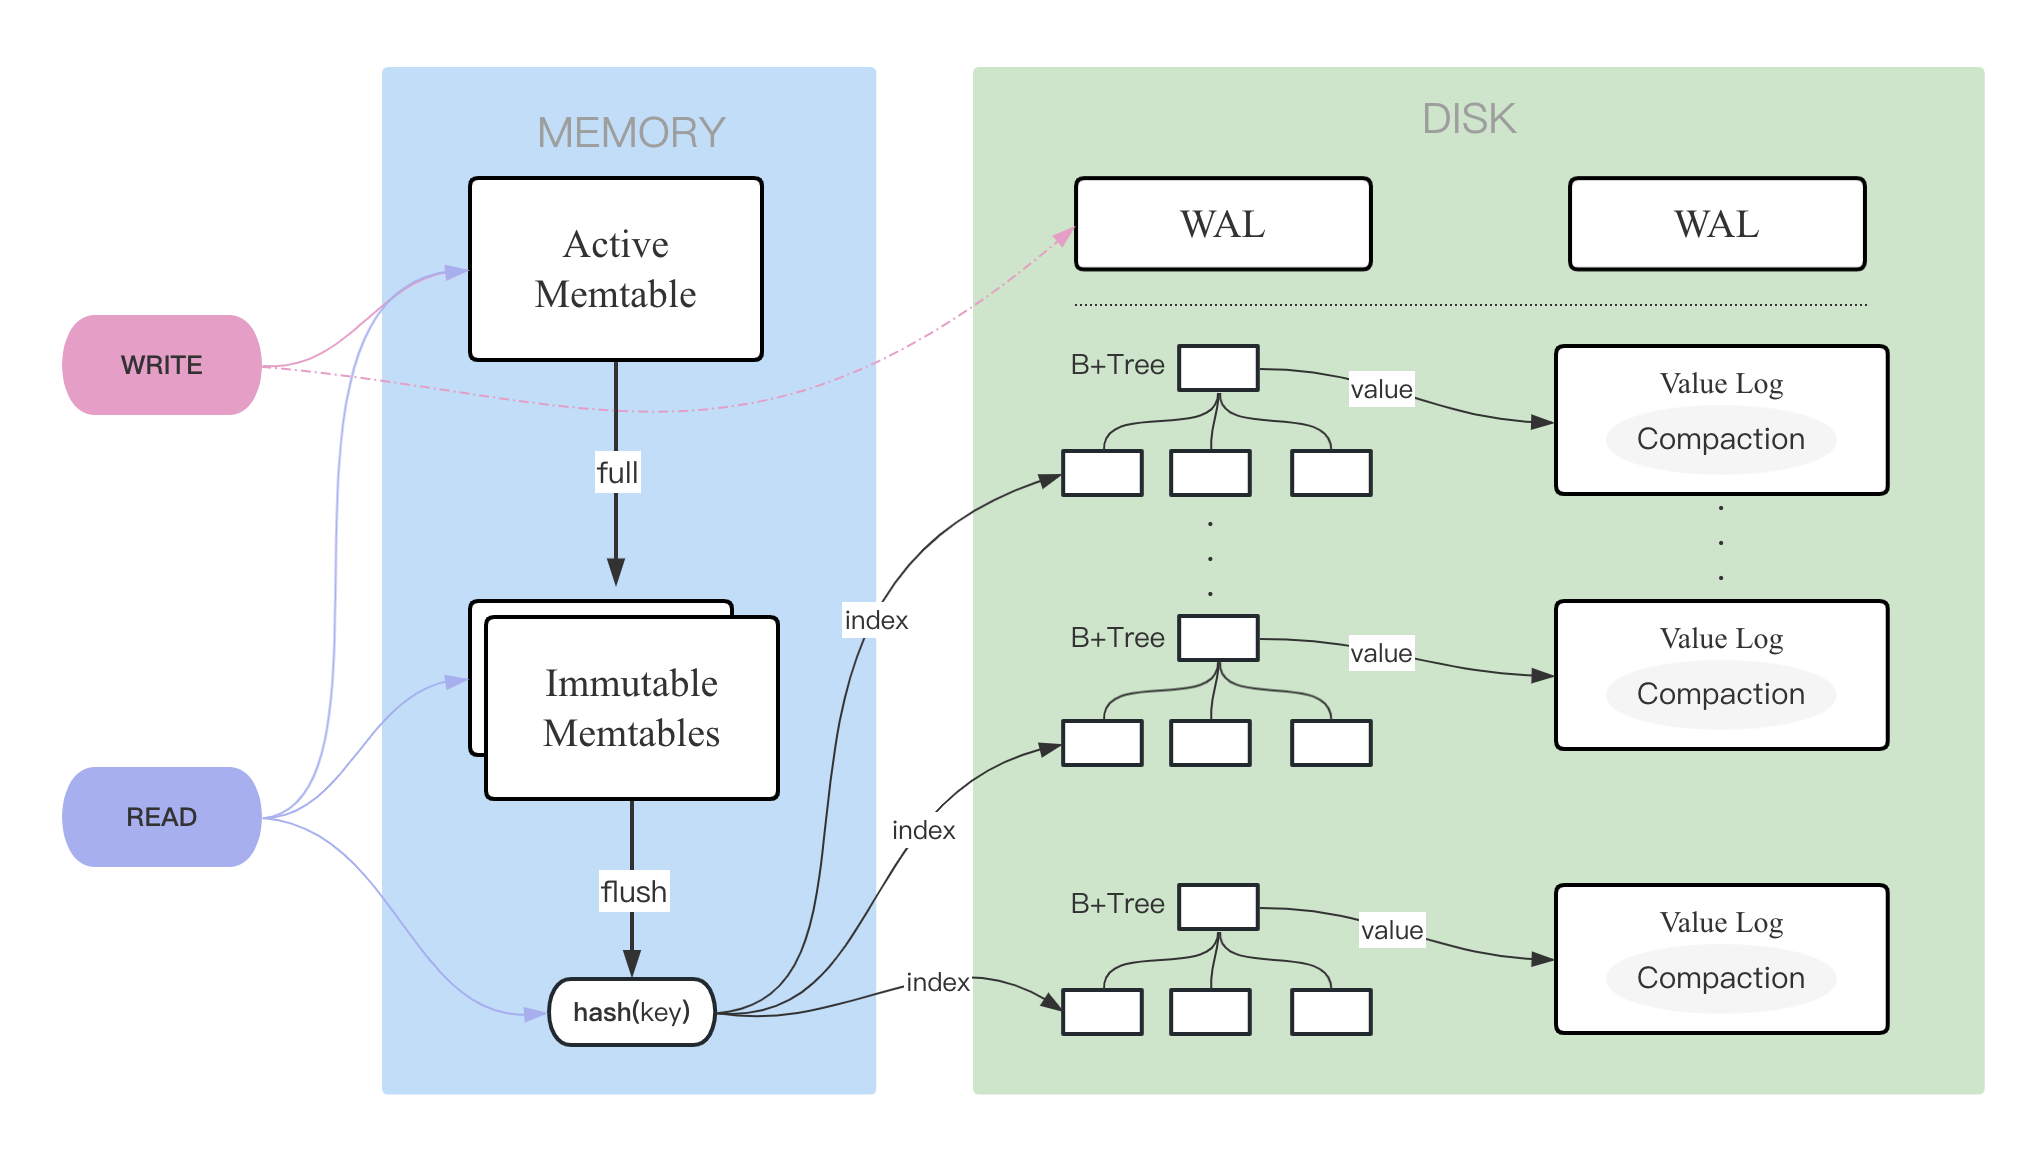 MEMORY
DISK
Active
Memtable
WAL
WAL
WRITE
B+Tree
value
Value Log
Compaction
full
index
Immutable
Memtables
B+Tree
value
Value Log
Compaction
READ
index
flush
B+Tree
value
Value Log
Compaction
index
hash(key)